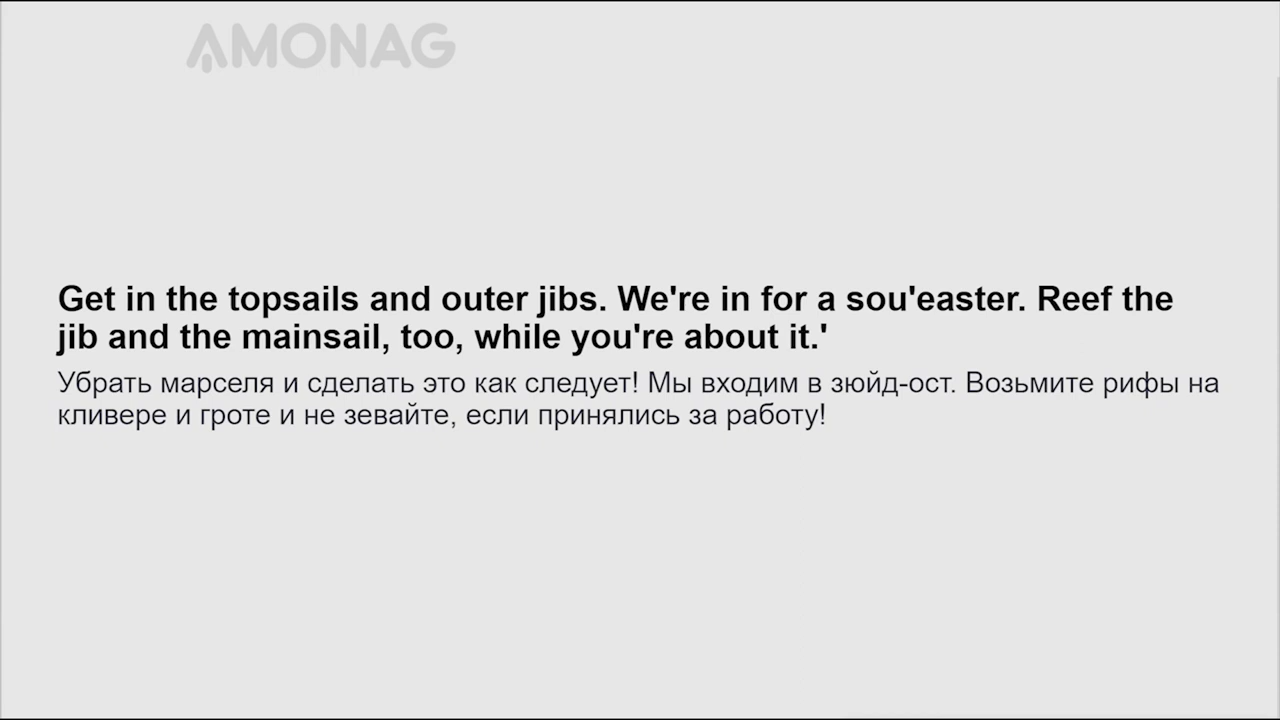 AMONAG
Get in the topsails and outer jibs. We're in for a sou'easter. Reef the
jib and the mainsail, too, while you're about it.'
Убрать марселя и сделать это как следует! Мы входим в зюйд-ост. Возьмите рифы на
кливере и гроте и не зевайте, если принялись за работу!